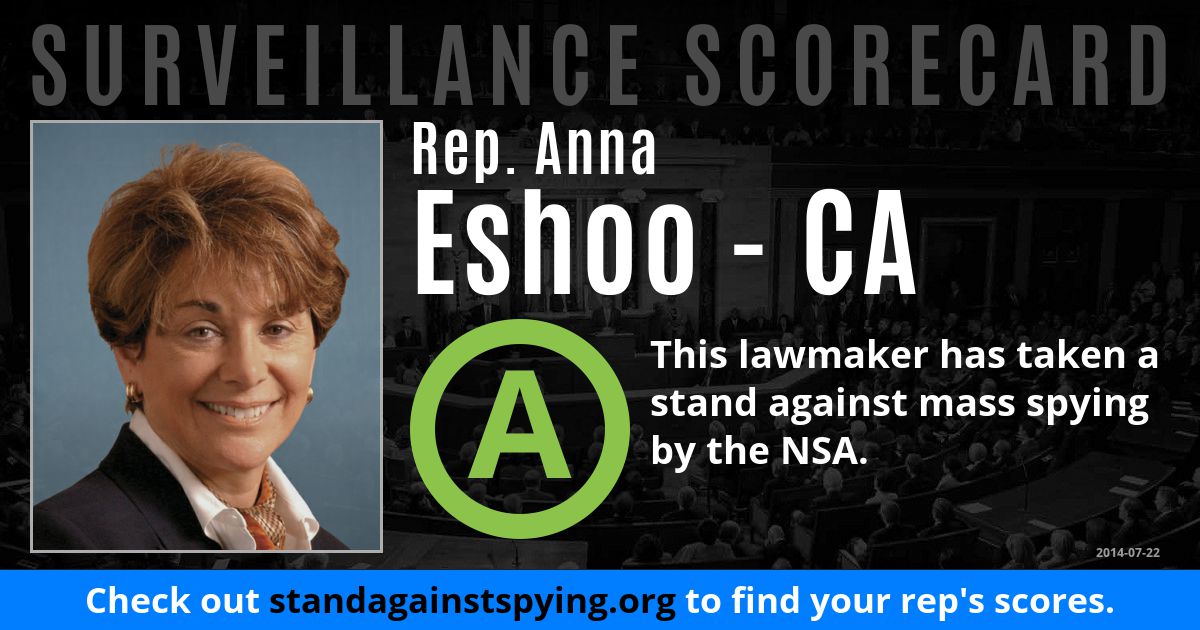 SURVEILLANCE SCORECARD
Rep. Anna
Eshoo - CA
A
This lawmaker has taken a
stand against mass spying
by the NSA.
2014-07-22
Check out standagainstspying.org to find your rep's scores.